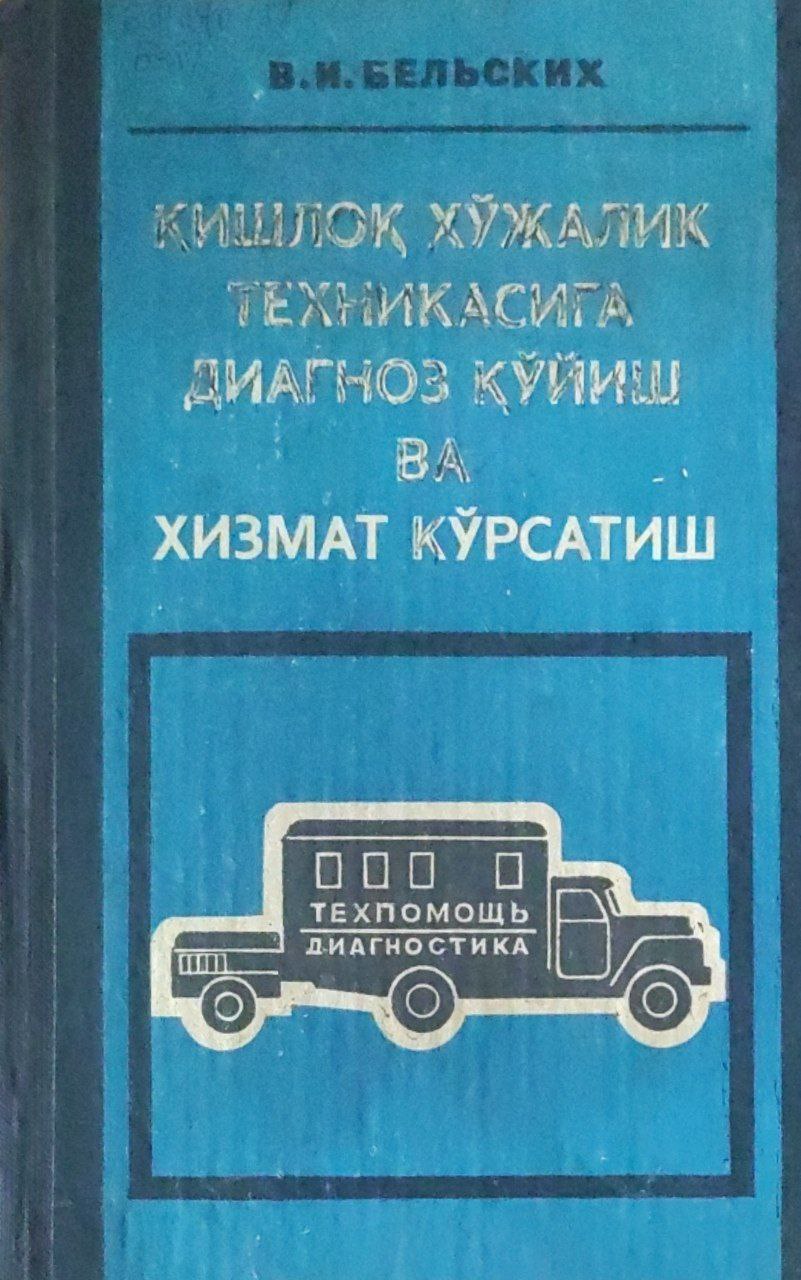 В.И.БЕЛЬСКИХ
ҚИШЛОҚ ХЎЖАЛИК
ТЕХНИКАСИГА
ДИАГНОЗ ҚЎЙИШ
ВА
ХИЗМАТ КЎРСАТИШ
ТЕХПОМОЩЬ
ДИАГНОСТИКА